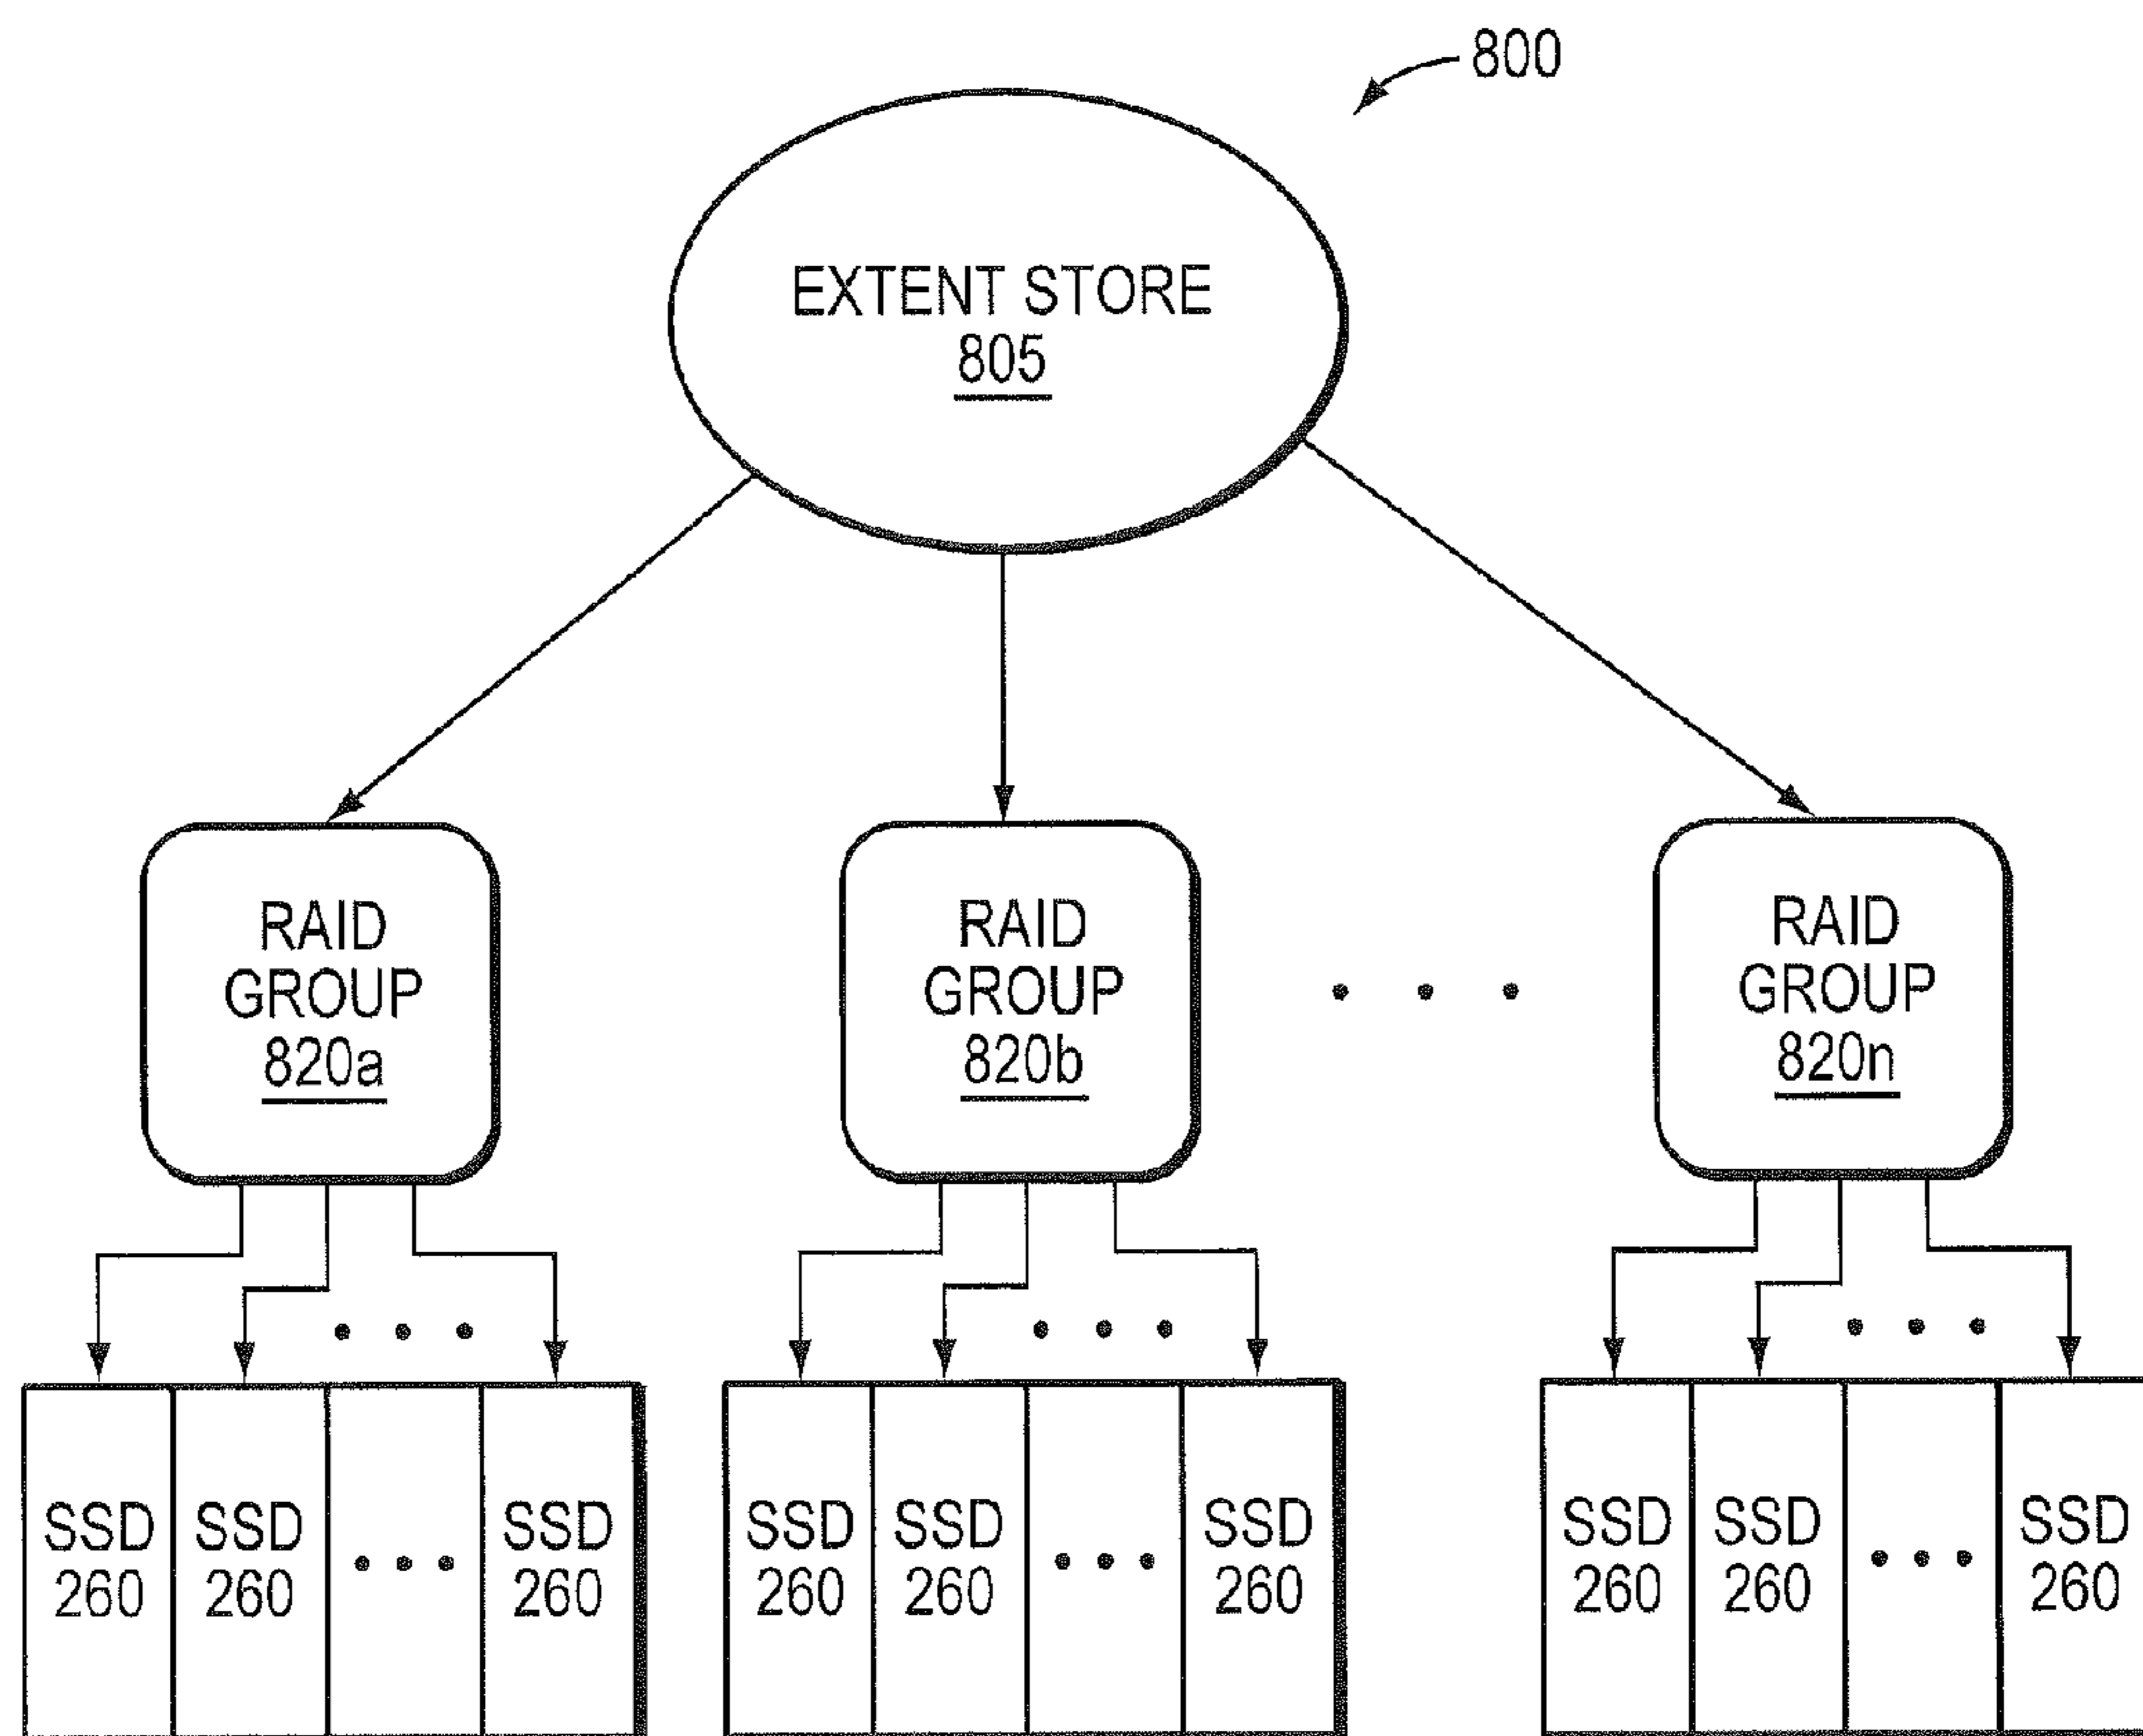 800
EXTENT STORE
805
RAID
GROUP
820a
RAID
GROUP
820b
• • •
RAID
GROUP
820n
• • •
• • •
• • •
SSD
260
SSD
260
• • •
SSD
260
SSD
260
SSD
260
• • •
SSD
260
SSD
260
SSD
260
• • •
SSD
260